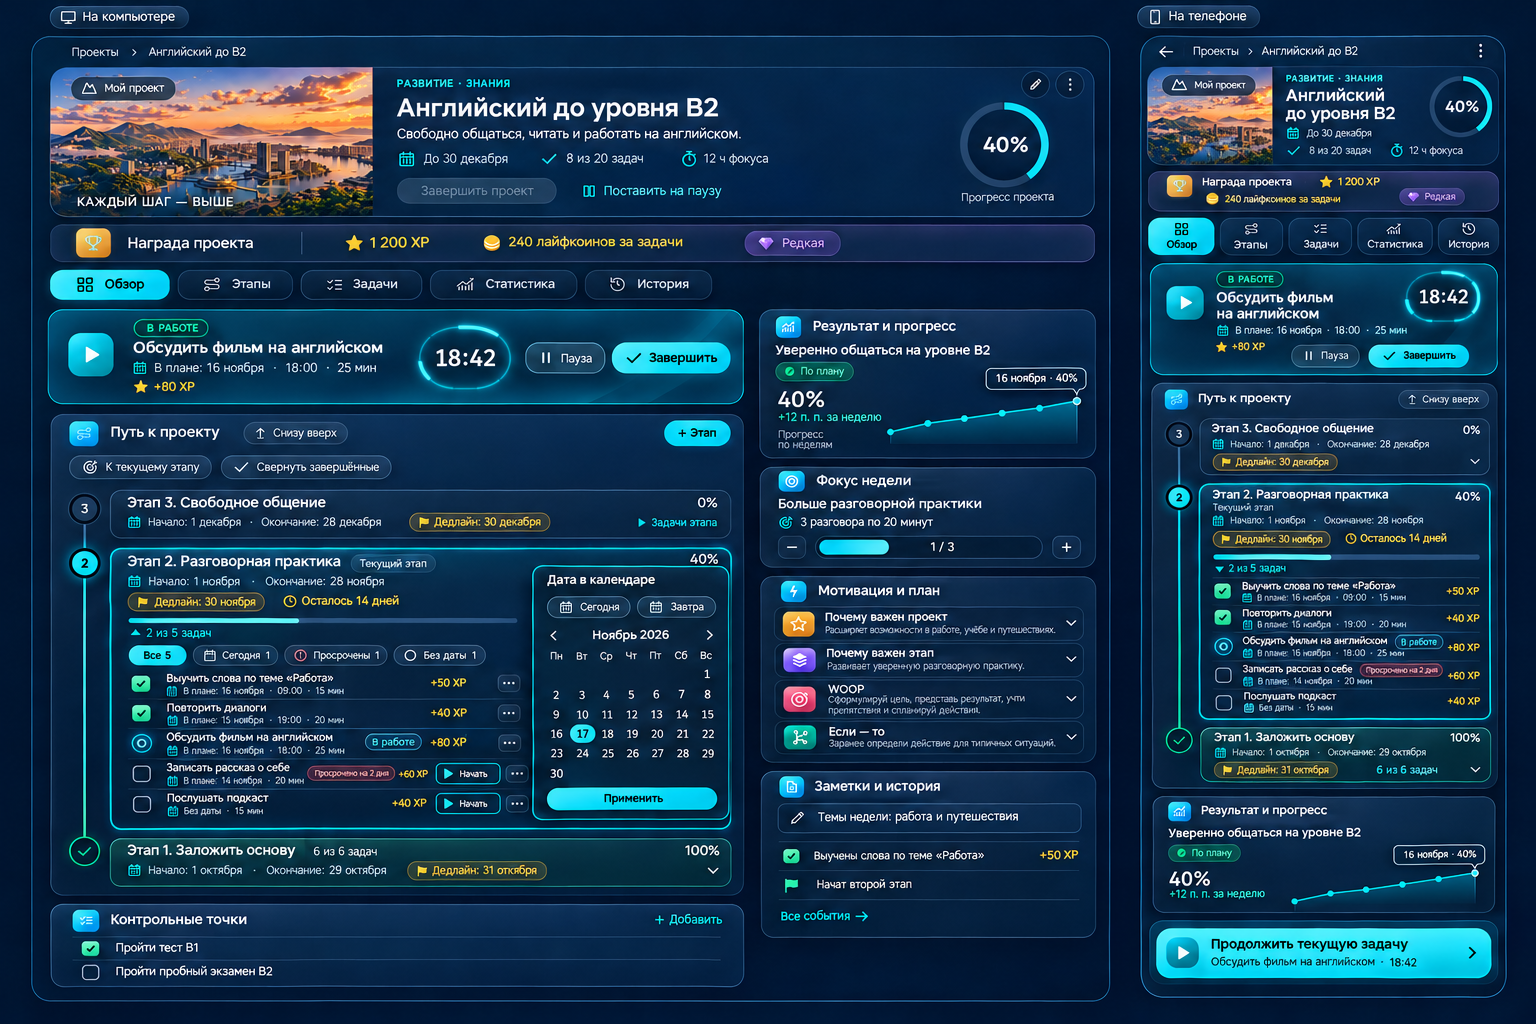 На компьютере
Проекты > Английский до B2
Мой проект
КАЖДЫЙ ШАГ — ВЫШЕ
РАЗВИТИЕ · ЗНАНИЯ
Английский до уровня B2
Свободно общаться, читать и работать на английском.
До 30 декабря
8 из 20 задач
12 ч фокуса
Завершить проект
Поставить на паузу
40%
Прогресс проекта
Награда проекта
1 200 XP
240 лайфкоинов за задачи
Редкая
Обзор
Этапы
Задачи
Статистика
История
В РАБОТЕ
Обсудить фильм на английском
В плане: 16 ноября · 18:00 · 25 мин
+80 XP
18:42
Пауза
Завершить
Путь к проекту
Снизу вверх
+ Этап
К текущему этапу
Свернуть завершённые
3
Этап 3. Свободное общение
0%
Начало: 1 декабря · Окончание: 28 декабря
Дедлайн: 30 декабря
Задачи этапа
2
Этап 2. Разговорная практика
Текущий этап
40%
Начало: 1 ноября · Окончание: 28 ноября
Дедлайн: 30 ноября
Осталось 14 дней
2 из 5 задач
Все 5
Сегодня 1
Просрочены 1
Без даты 1
Выучить слова по теме «Работа»
В плане: 16 ноября · 09:00 · 15 мин
+50 XP
Повторить диалоги
В плане: 15 ноября · 19:00 · 20 мин
+40 XP
Обсудить фильм на английском
В плане: 16 ноября · 18:00 · 25 мин
В работе
+80 XP
Записать рассказ о себе
В плане: 14 ноября · 20 мин
Просрочено на 2 дня
+60 XP
Начать
Послушать подкаст
Без даты · 15 мин
+40 XP
Начать
Дата в календаре
Сегодня
Завтра
Ноябрь 2026
Пн Вт Ср Чт Пт Сб Вс
1
2 3 4 5 6 7 8
9 10 11 12 13 14 15
16 17 18 19 20 21 22
23 24 25 26 27 28 29
30
Применить
Этап 1. Заложить основу
6 из 6 задач
100%
Начало: 1 октября · Окончание: 29 октября
Дедлайн: 31 откября
Контрольные точки
+ Добавить
Пройти тест B1
Пройти пробный экзамен B2
Результат и прогресс
Уверенно общаться на уровне B2
По плану
16 ноября · 40%
40%
+12 п. п. за неделю
Прогресс
по неделям
Фокус недели
Больше разговорной практики
3 разговора по 20 минут
1 / 3
Мотивация и план
Почему важен проект
Расширяет возможности в работе, учёбе и путешествиях.
Почему важен этап
Развивает уверенную разговорную практику.
WOOP
Сформулируй цель, представь результат, учти
препятствия и спланируй действия.
Если — то
Заранее определи действие для типичных ситуаций.
Заметки и история
Темы недели: работа и путешествия
Выучены слова по теме «Работа»
+50 XP
Начат второй этап
Все события →
На телефоне
← Проекты > Английский до B2
Мой проект
РАЗВИТИЕ · ЗНАНИЯ
Английский
до уровня B2
До 30 декабря
8 из 20 задач
12 ч фокуса
40%
Награда проекта
1 200 XP
240 лайфкоинов за задачи
Редкая
Обзор
Этапы
Задачи
Статистика
История
В РАБОТЕ
Обсудить фильм
на английском
В плане: 16 ноября · 18:00 · 25 мин
+80 XP
18:42
Пауза
Завершить
Путь к проекту
Снизу вверх
3
Этап 3. Свободное общение
0%
Начало: 1 декабря · Окончание: 28 декабря
Дедлайн: 30 декабря
2
Этап 2. Разговорная практика
40%
Текущий этап
Начало: 1 ноября · Окончание: 28 ноября
Дедлайн: 30 ноября
Осталось 14 дней
2 из 5 задач
Выучить слова по теме «Работа»
В плане: 16 ноября · 09:00 · 15 мин
+50 XP
Повторить диалоги
В плане: 15 ноября · 19:00 · 20 мин
+40 XP
Обсудить фильм на английском
В плане: 16 ноября · 18:00 · 25 мин
В работе
+80 XP
Записать рассказ о себе
В плане: 14 ноября · 20 мин
Просрочено на 2 дня
+60 XP
Послушать подкаст
Без даты · 15 мин
+40 XP
Этап 1. Заложить основу
100%
Начало: 1 октября · Окончание: 29 октября
Дедлайн: 31 октября
6 из 6 задач
Результат и прогресс
Уверенно общаться на уровне B2
По плану
16 ноября · 40%
40%
+12 п. п. за неделю
Продолжить текущую задачу
Обсудить фильм на английском · 18:42